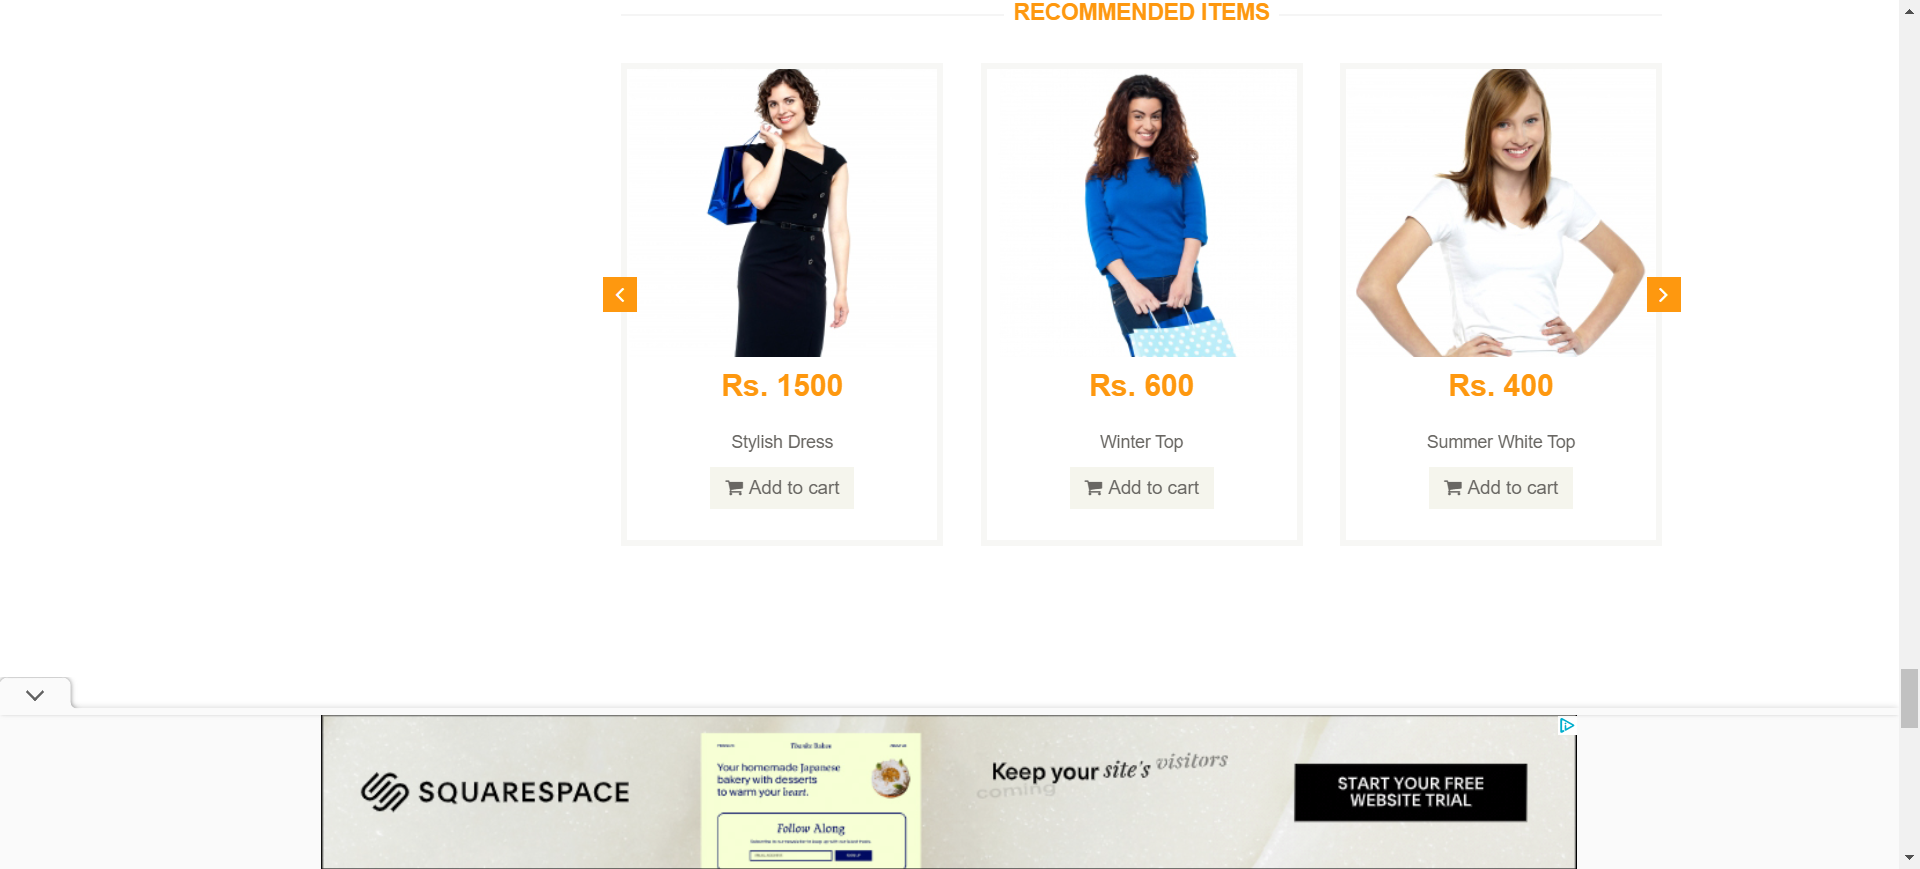 RECOMMENDED ITEMS
Rs. 1500
Rs. 600
Rs. 400
Stylish Dress
Winter Top
Summer White Top
Add to cart
Add to cart
Add to cart
SQUARESPACE
Your homemade Japanese
bakery with desserts
to warm your heart.
Follow Along
SIGN UP
Keep your site's visitors
coming
START YOUR FREE
WEBSITE TRIAL